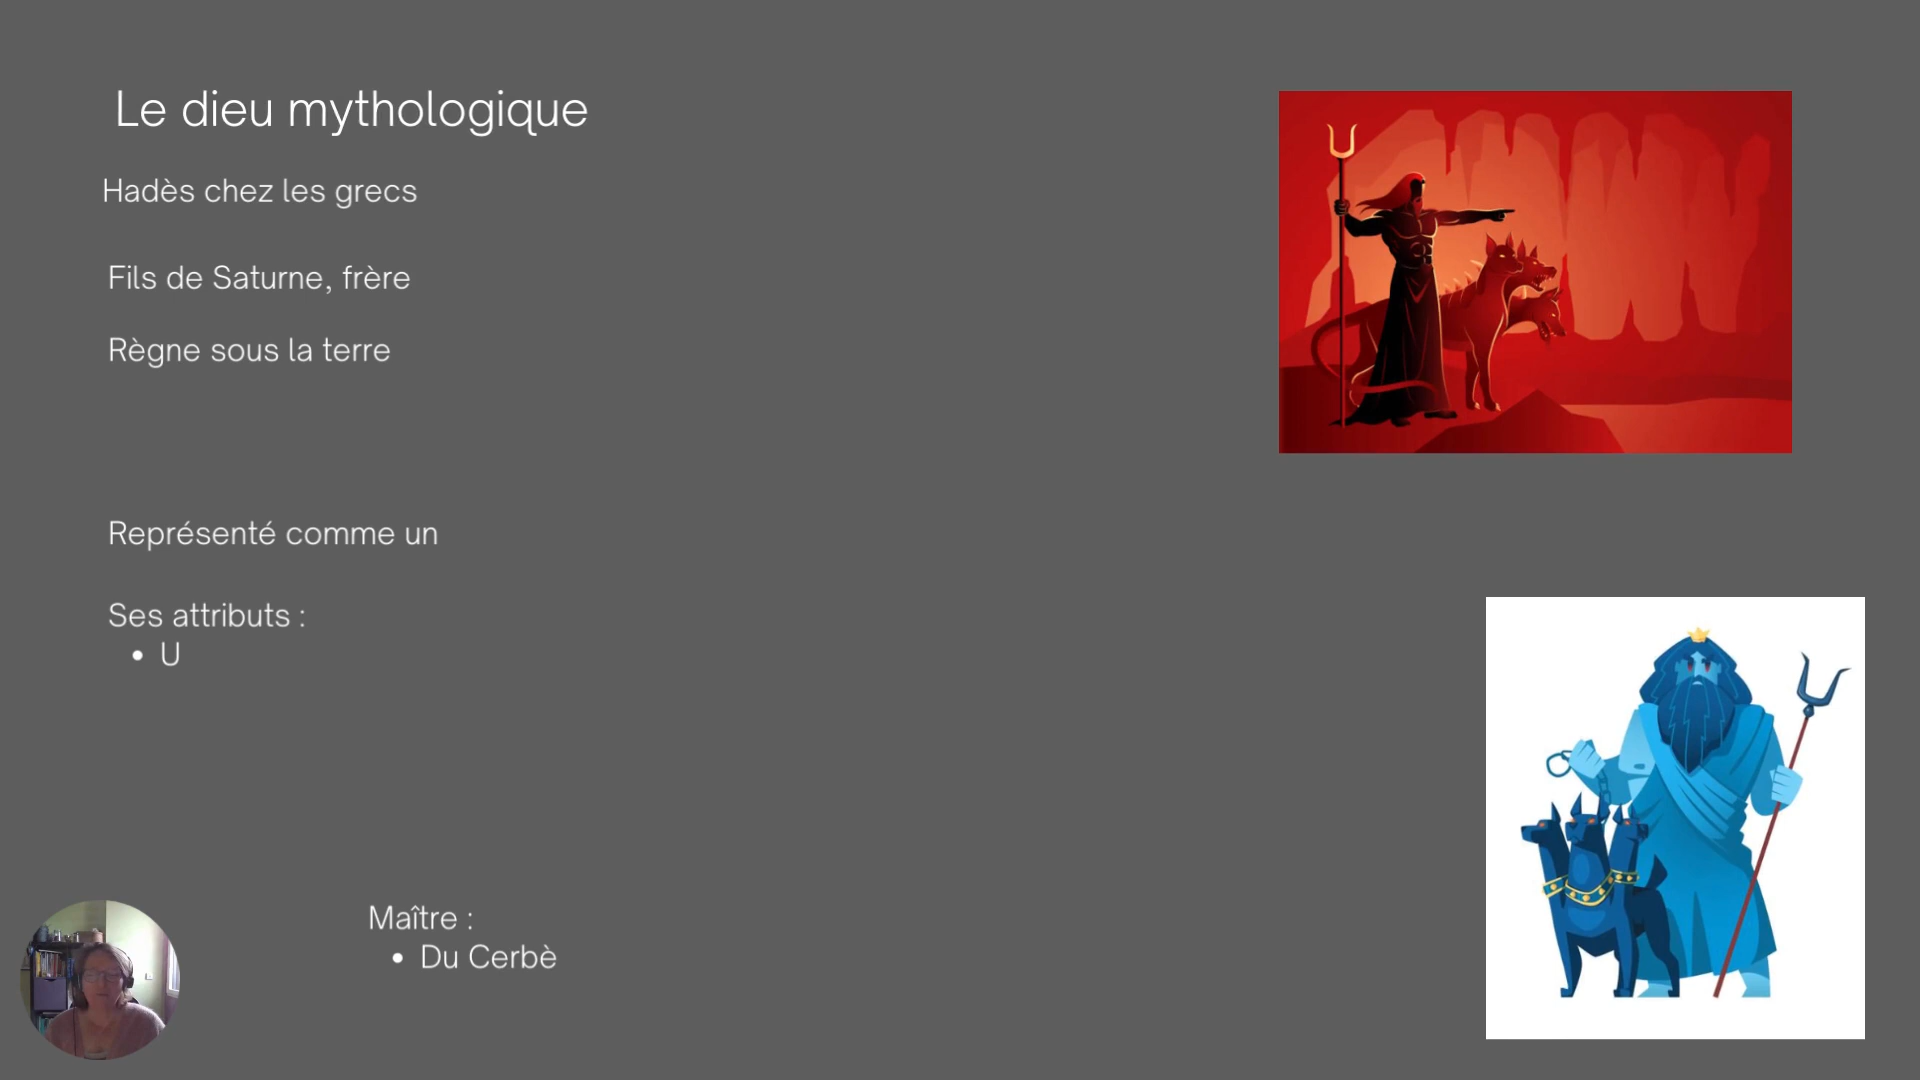 Le dieu mythologique
Hadès chez les grecs
Fils de Saturne, frère
Règne sous la terre
Représenté comme un
Ses attributs :
• U
Maître :
• Du Cerbè